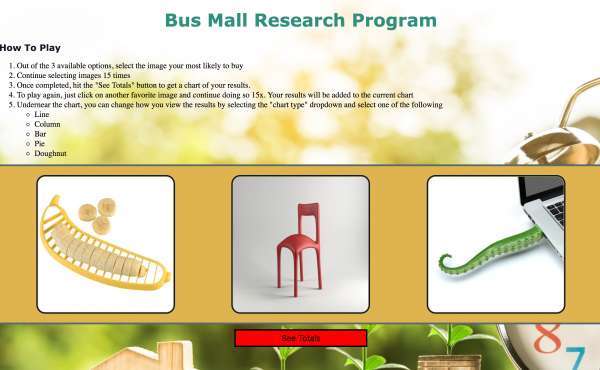 Bus Mall Research Program
How To Play
1. Out of the 3 available options, select the image your most likely to buy
2. Continue selecting images 15 times
3. Once completed, hit the "See Totals" button to get a chart of your results.
4. To play again, just click on another favorite image and continue doing so 15x. Your results will be added to the current chart
5. Undernear the chart, you can change how you view the results by selecting the "chart type" dropdown and select one of the following
○ Line
○ Column
○ Bar
○ Pie
○ Doughnut
See Totals
8
7